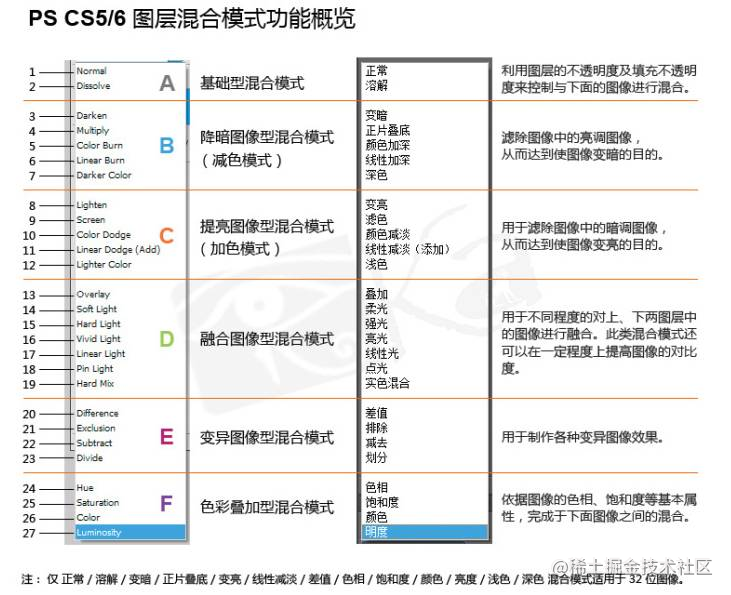 PS CS5/6 图层混合模式功能概览
1 Normal
2 Dissolve
A
基础型混合模式
正常
溶解
利用图层的不透明度及填充不透明
度来控制与下面的图像进行混合。
3 Darken
4 Multiply
5 Color Burn
6 Linear Burn
7 Darker Color
B
降暗图像型混合模式
（减色模式）
变暗
正片叠底
颜色加深
线性加深
深色
滤除图像中的亮调图像，
从而达到使图像变暗的目的。
8 Lighten
9 Screen
10 Color Dodge
11 Linear Dodge (Add)
12 Lighter Color
C
提亮图像型混合模式
（加色模式）
变亮
滤色
颜色减淡
线性减淡（添加）
浅色
用于滤除图像中的暗调图像，
从而达到使图像变亮的目的。
13 Overlay
14 Soft Light
15 Hard Light
16 Vivid Light
17 Linear Light
18 Pin Light
19 Hard Mix
D
融合图像型混合模式
叠加
柔光
强光
亮光
线性光
点光
实色混合
用于不同程度的对上、下两图层中
的图像进行融合。此类混合模式还
可以在一定程度上提高图像的对比
度。
20 Difference
21 Exclusion
22 Subtract
23 Divide
E
变异图像型混合模式
差值
排除
减去
划分
用于制作各种变异图像效果。
24 Hue
25 Saturation
26 Color
27 Luminosity
F
色彩叠加型混合模式
色相
饱和度
颜色
明度
依据图像的色相、饱和度等基本属
性，完成于下面图像之间的混合。
注： 仅 正常 / 溶解 / 变暗 / 正片叠底 / 变亮 / 线性减淡 / 差值 / 色相 / 饱和度 / 颜色 / 亮度 / 浅色 / 深色 混合模式适用于 32 位图像。
@稀土掘金技术社区